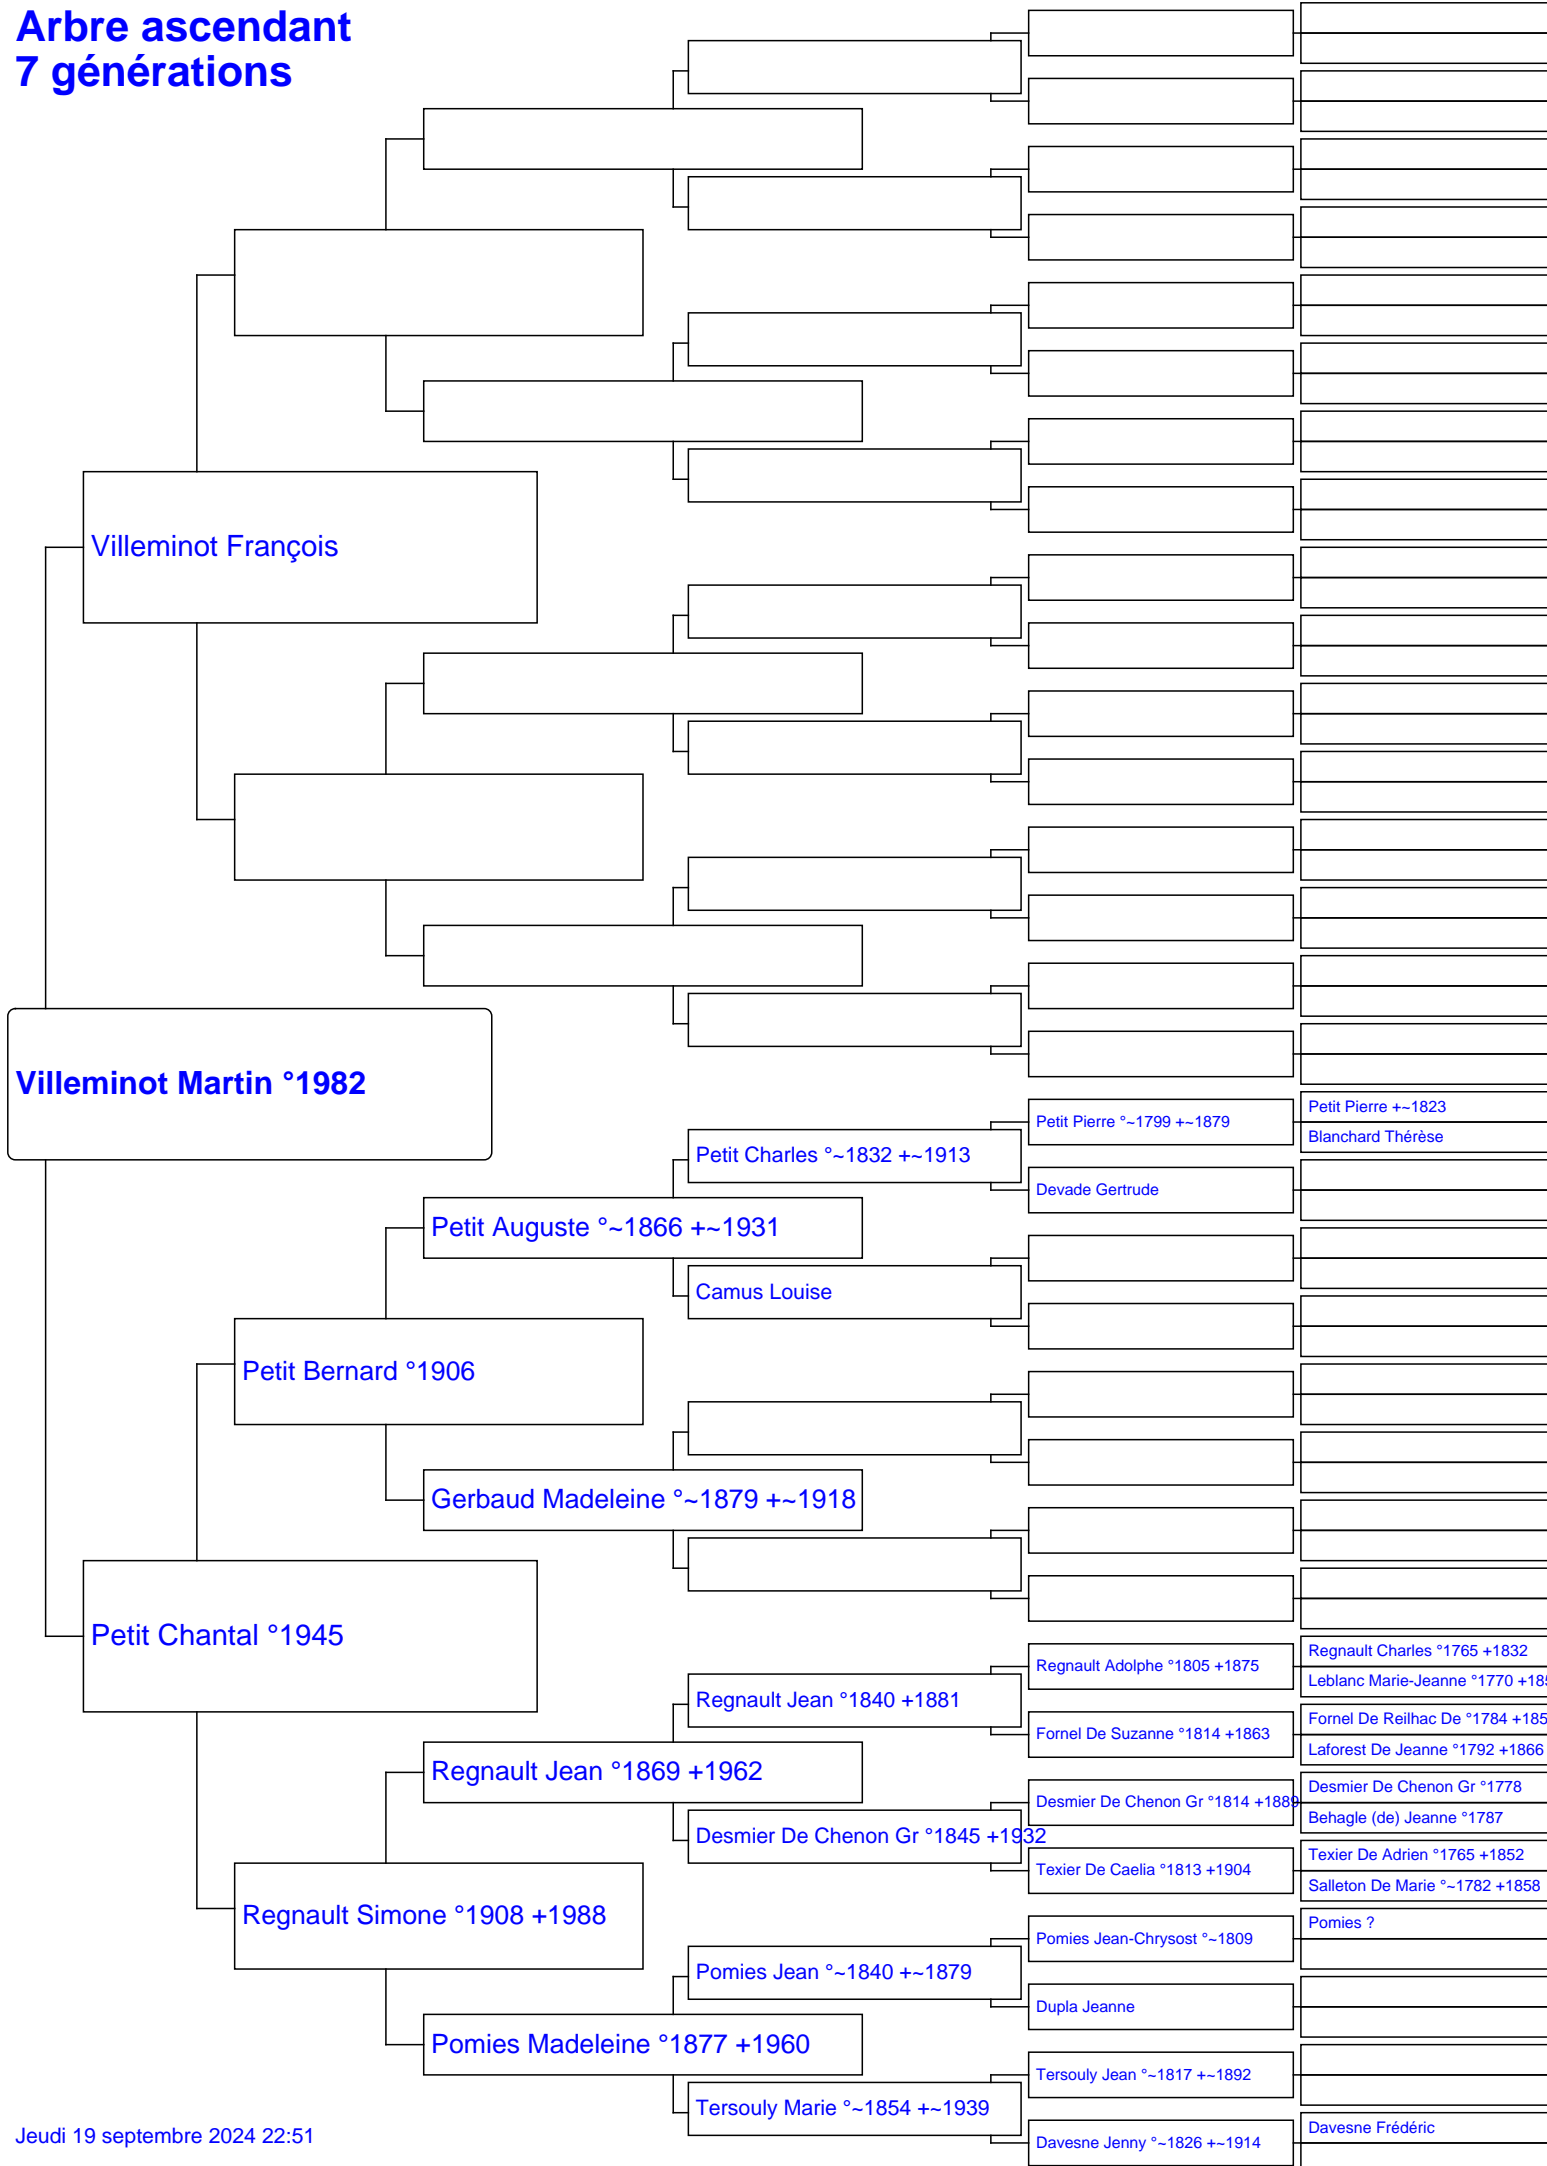 Arbre ascendant
7 générations
Villeminot François
Villeminot Martin °1982
Petit Pierre +~1823
Petit Pierre °~1799 +~1879
Blanchard Thérèse
Petit Charles °~1832 +~1913
Devade Gertrude
Petit Auguste °~1866 +~1931
Camus Louise
Petit Bernard °1906
Gerbaud Madeleine °~1879 +~1918
Petit Chantal °1945
Regnault Charles °1765 +1832
Regnault Adolphe °1805 +1875
Leblanc Marie-Jeanne °1770 +185
Regnault Jean °1840 +1881
Fornel De Reilhac De °1784 +185
Fornel De Suzanne °1814 +1863
Laforest De Jeanne °1792 +1866
Regnault Jean °1869 +1962
Desmier De Chenon Gr °1778
Desmier De Chenon Gr °1814 +1889
Behagle (de) Jeanne °1787
Desmier De Chenon Gr °1845 +1932
Texier De Adrien °1765 +1852
Texier De Caelia °1813 +1904
Salleton De Marie °~1782 +1858
Regnault Simone °1908 +1988
Pomies ?
Pomies Jean-Chrysost °~1809
Pomies Jean °~1840 +~1879
Dupla Jeanne
Pomies Madeleine °1877 +1960
Tersouly Jean °~1817 +~1892
Tersouly Marie °~1854 +~1939
Davesne Frédéric
Davesne Jenny °~1826 +~1914
Jeudi 19 septembre 2024 22:51